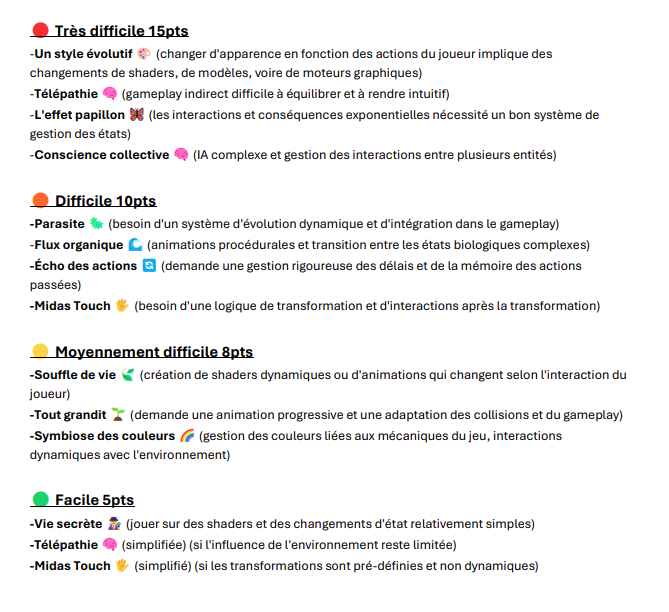 🔴 Très difficile 15pts
-Un style évolutif 🎨 (changer d'apparence en fonction des actions du joueur implique des
changements de shaders, de modèles, voire de moteurs graphiques)
-Télépathie 🧠 (gameplay indirect difficile à équilibrer et à rendre intuitif)
-L'effet papillon 🦋 (les interactions et conséquences exponentielles nécessité un bon système de
gestion des états)
-Conscience collective 🧠 (IA complexe et gestion des interactions entre plusieurs entités)
🟠 Difficile 10pts
-Parasite 🦠 (besoin d'un système d'évolution dynamique et d'intégration dans le gameplay)
-Flux organique 🌊 (animations procédurales et transition entre les états biologiques complexes)
-Écho des actions 🔄 (demande une gestion rigoureuse des délais et de la mémoire des actions
passées)
-Midas Touch 🖐 (besoin d'une logique de transformation et d'interactions après la transformation)
🟡 Moyennement difficile 8pts
-Souffle de vie 🍃 (création de shaders dynamiques ou d'animations qui changent selon l'interaction du
joueur)
-Tout grandit 🌱 (demande une animation progressive et une adaptation des collisions et du gameplay)
-Symbiose des couleurs 🌈 (gestion des couleurs liées aux mécaniques du jeu, interactions
dynamiques avec l'environnement)
🟢 Facile 5pts
-Vie secrète 🕵 (jouer sur des shaders et des changements d'état relativement simples)
-Télépathie 🧠 (simplifiée) (si l'influence de l'environnement reste limitée)
-Midas Touch 🖐 (simplifié) (si les transformations sont pré-définies et non dynamiques)